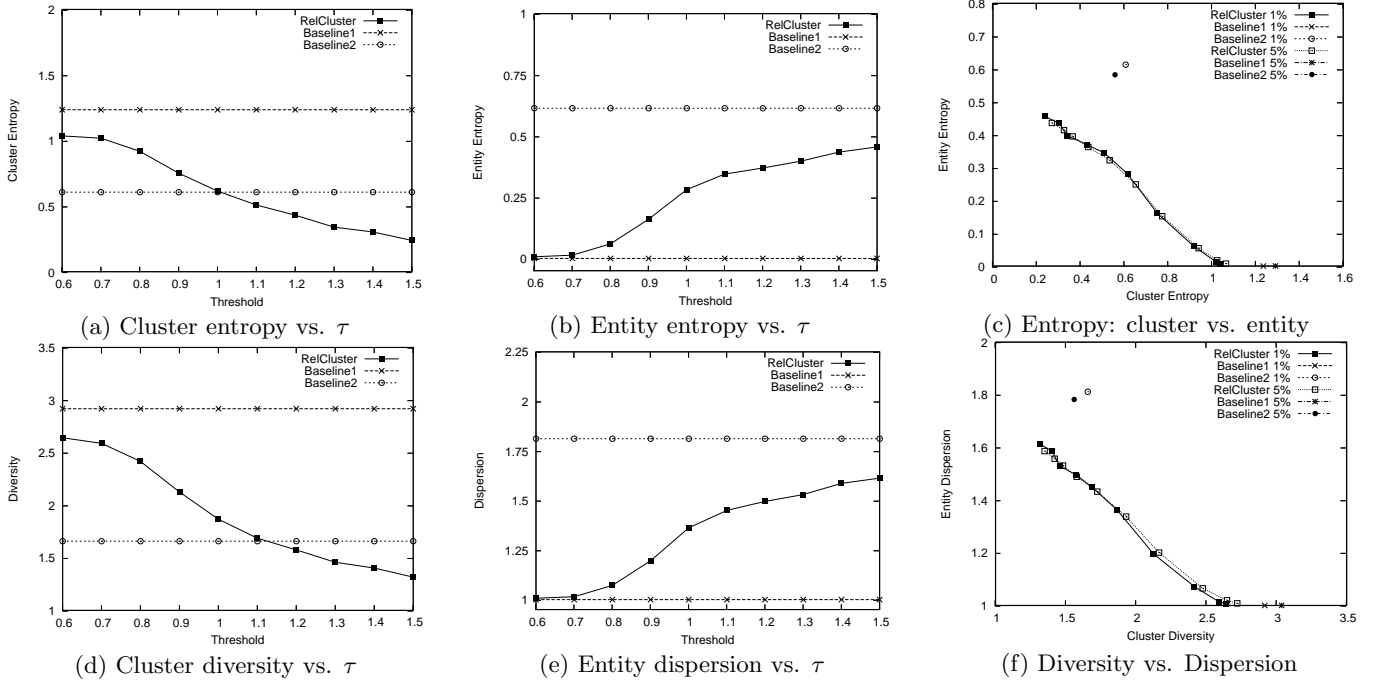 2
1.5
1
0.5
0
Cluster Entropy
RelCluster
Baseline1
Baseline2
0.6 0.7 0.8 0.9 1.0 1.1 1.2 1.3 1.4 1.5
Threshold
(a) Cluster entropy vs. τ
1
0.75
0.5
0.25
0
Entity Entropy
RelCluster
Baseline1
Baseline2
0.6 0.7 0.8 0.9 1 1.1 1.2 1.3 1.4 1.5
Threshold
(b) Entity entropy vs. τ
0.8
0.7
0.6
0.5
0.4
0.3
0.2
0.1
0
Entity Entropy
RelCluster 1%
Baseline1 1%
Baseline2 1%
RelCluster 5%
Baseline1 5%
Baseline2 5%
0 0.2 0.4 0.6 0.8 1 1.2 1.4 1.6
Cluster Entropy
(c) Entropy: cluster vs. entity
3.5
3
2.5
2
1.5
1
Diversity
RelCluster
Baseline1
Baseline2
0.6 0.7 0.8 0.9 1.0 1.1 1.2 1.3 1.4 1.5
Threshold
(d) Cluster diversity vs. τ
2.25
2
1.75
1.5
1.25
1
Dispersion
RelCluster
Baseline1
Baseline2
0.6 0.7 0.8 0.9 1 1.1 1.2 1.3 1.4 1.5
Threshold
(e) Entity dispersion vs. τ
2
1.8
1.6
1.4
1.2
1
Entity Dispersion
RelCluster 1%
Baseline1 1%
Baseline2 1%
RelCluster 5%
Baseline1 5%
Baseline2 5%
1 1.5 2 2.5 3 3.5
Cluster Diversity
(f) Diversity vs. Dispersion